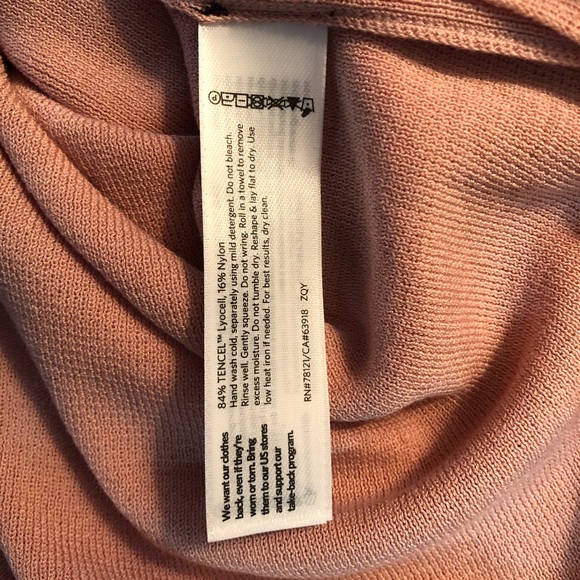 We want our clothes
back, even if they're
worn or torn. Bring
them to our US stores
and support our
take-back program.
84% TENCEL™ Lyocell, 16% Nylon
Hand wash cold, separately using mild detergent. Do not bleach.
Rinse well. Gently squeeze. Do not wring. Roll in a towel to remove
excess moisture. Do not tumble dry. Reshape & lay flat to dry. Use
low heat iron if needed. For best results, dry clean.
RN#78121/CA#63918 ZQY
P